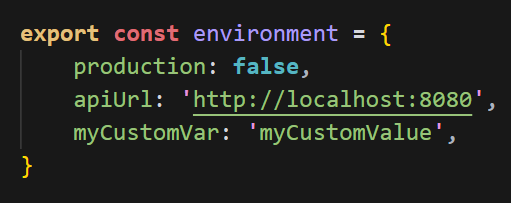 export const environment = {
    production: false,
    apiUrl: 'http://localhost:8080',
    myCustomVar: 'myCustomValue',
}